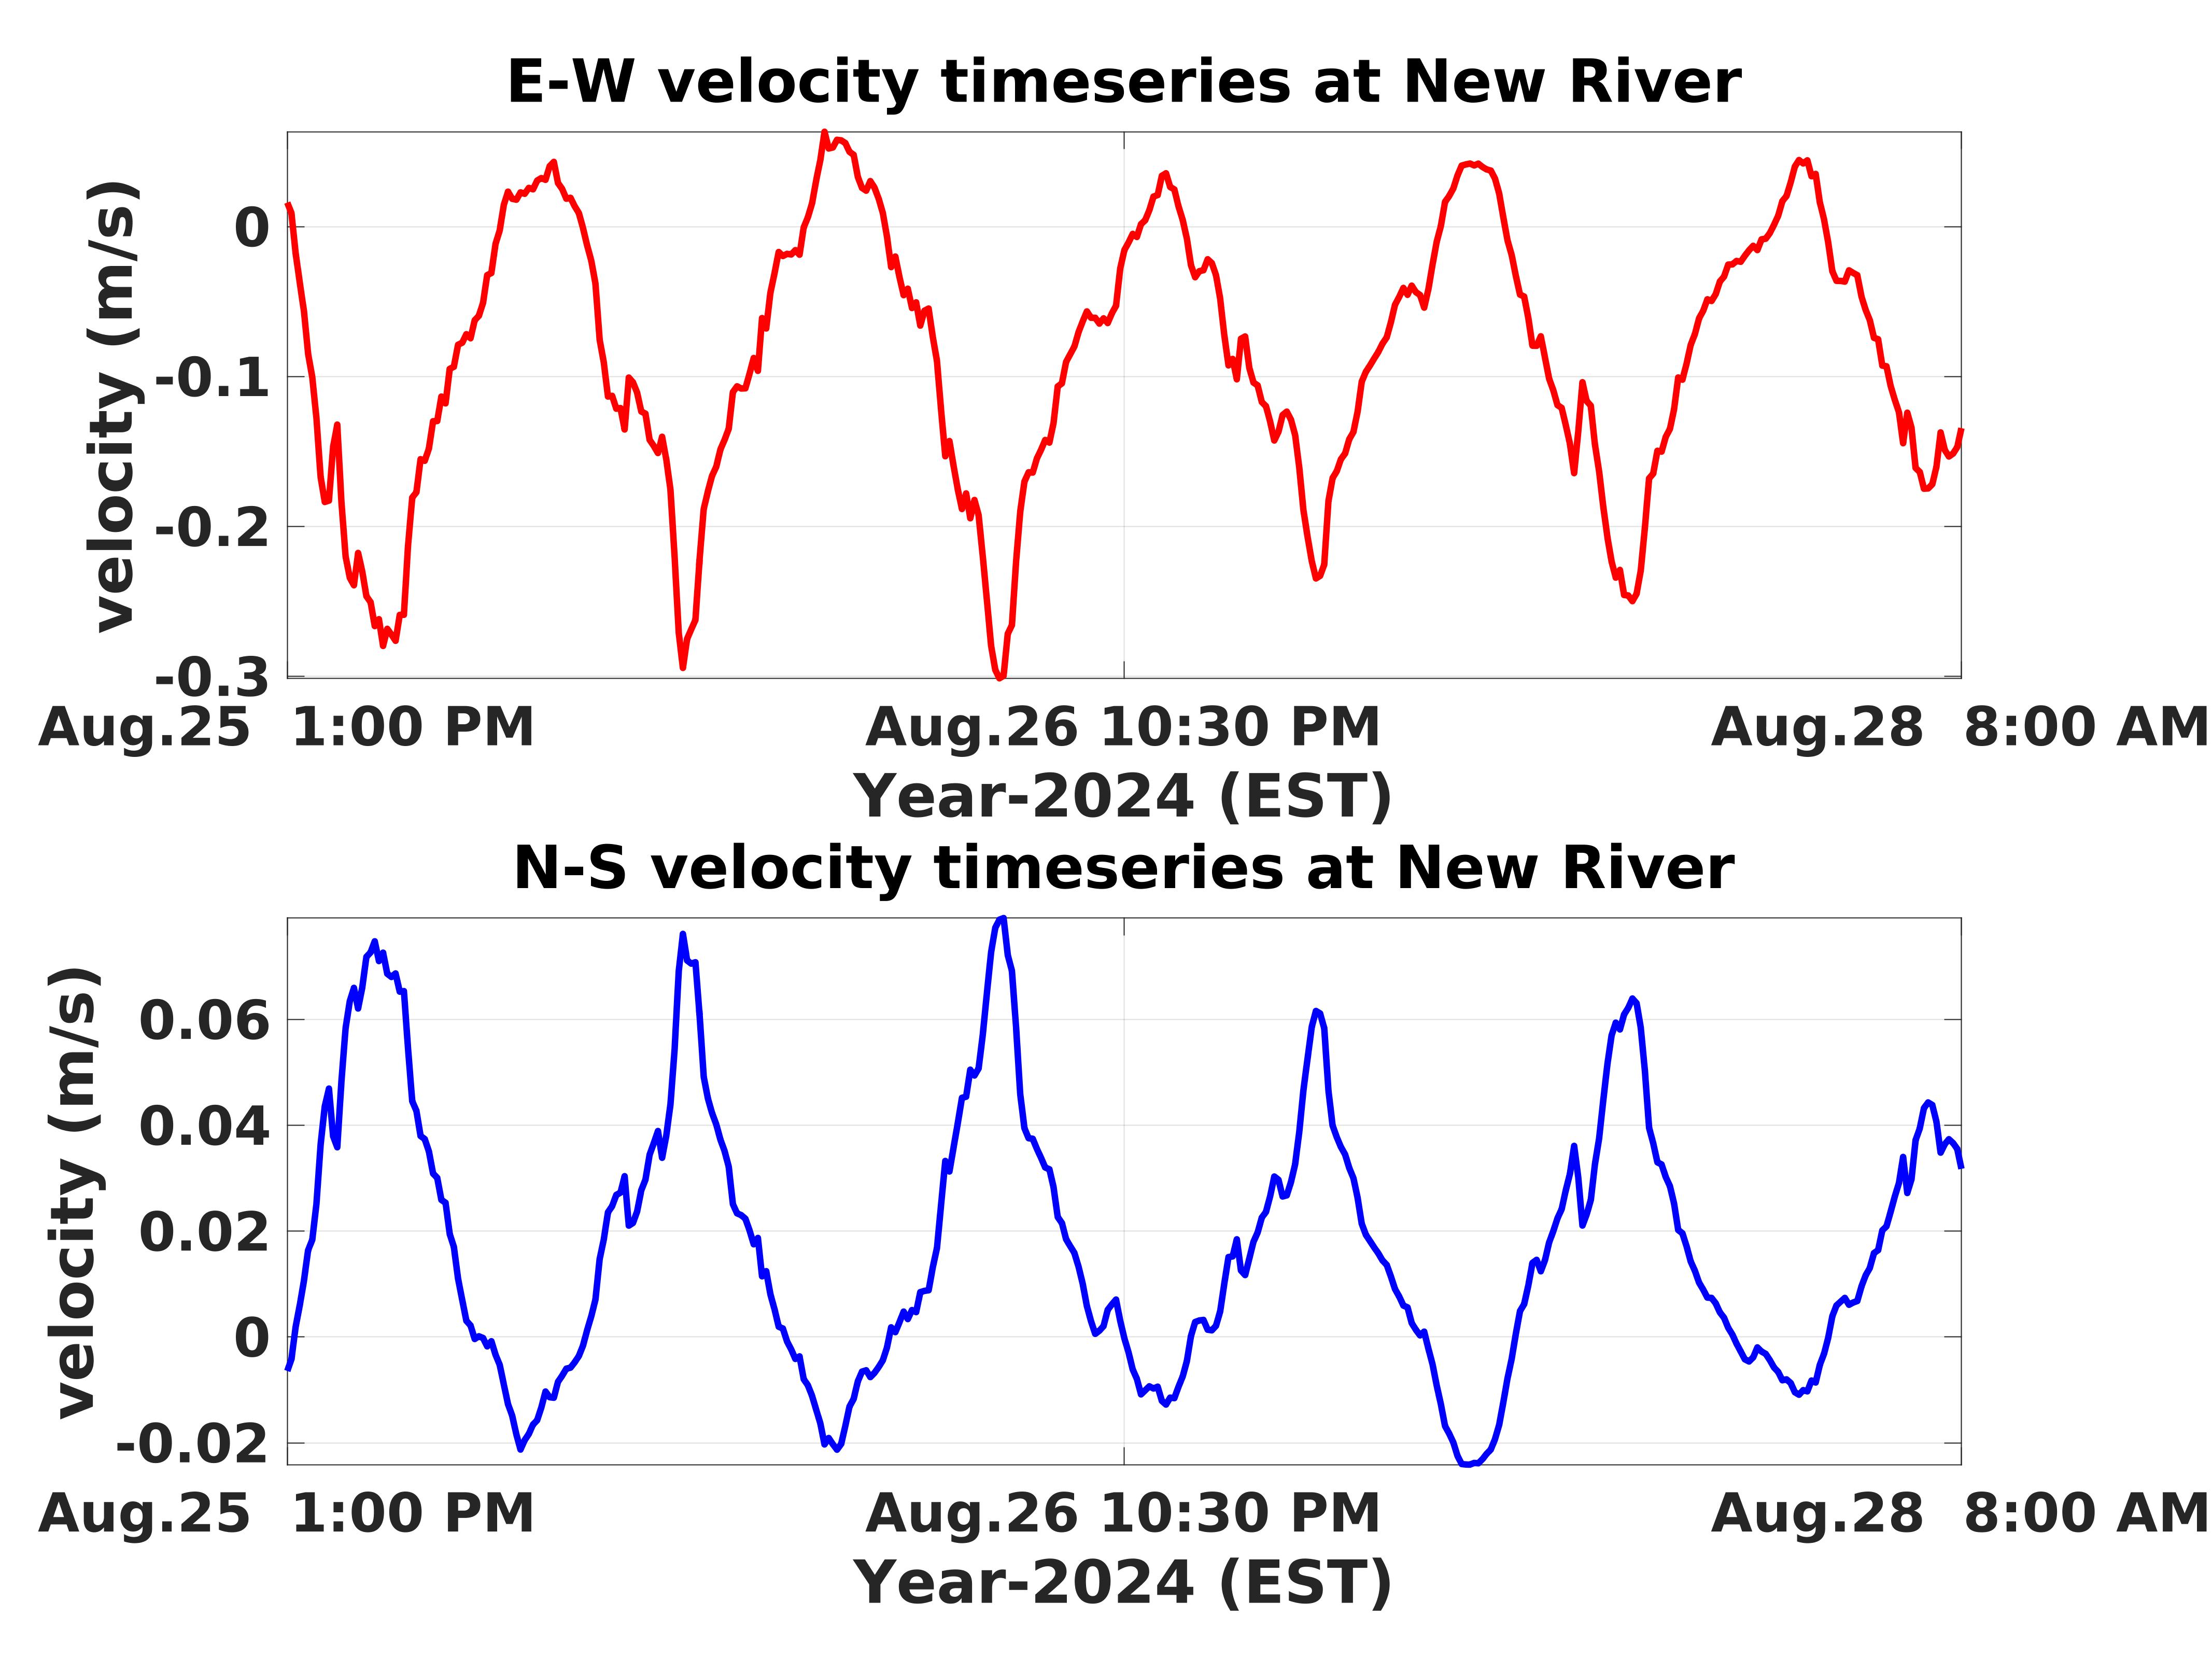 E-W velocity timeseries at New River
velocity (m/s)
0
-0.1
-0.2
-0.3
Aug.25 1:00 PM Aug.26 10:30 PM Aug.28 8:00 AM
Year-2024 (EST)
N-S velocity timeseries at New River
velocity (m/s)
0.06
0.04
0.02
0
-0.02
Aug.25 1:00 PM Aug.26 10:30 PM Aug.28 8:00 AM
Year-2024 (EST)